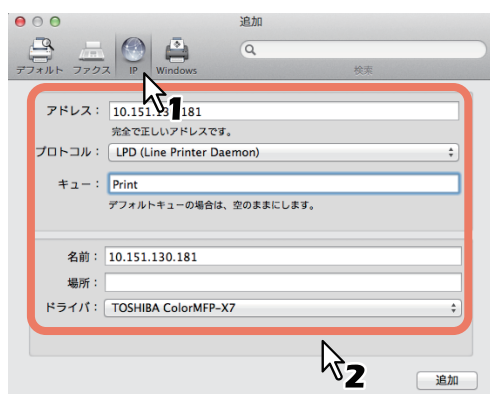 追加
デフォルト ファクス IP Windows
検索
1
アドレス： 10.151.130.181
完全で正しいアドレスです。
プロトコル： LPD (Line Printer Daemon)
キュー： Print
デフォルトキューの場合は、空のままにします。
名前： 10.151.130.181
場所：
ドライバ： TOSHIBA ColorMFP-X7
2
追加